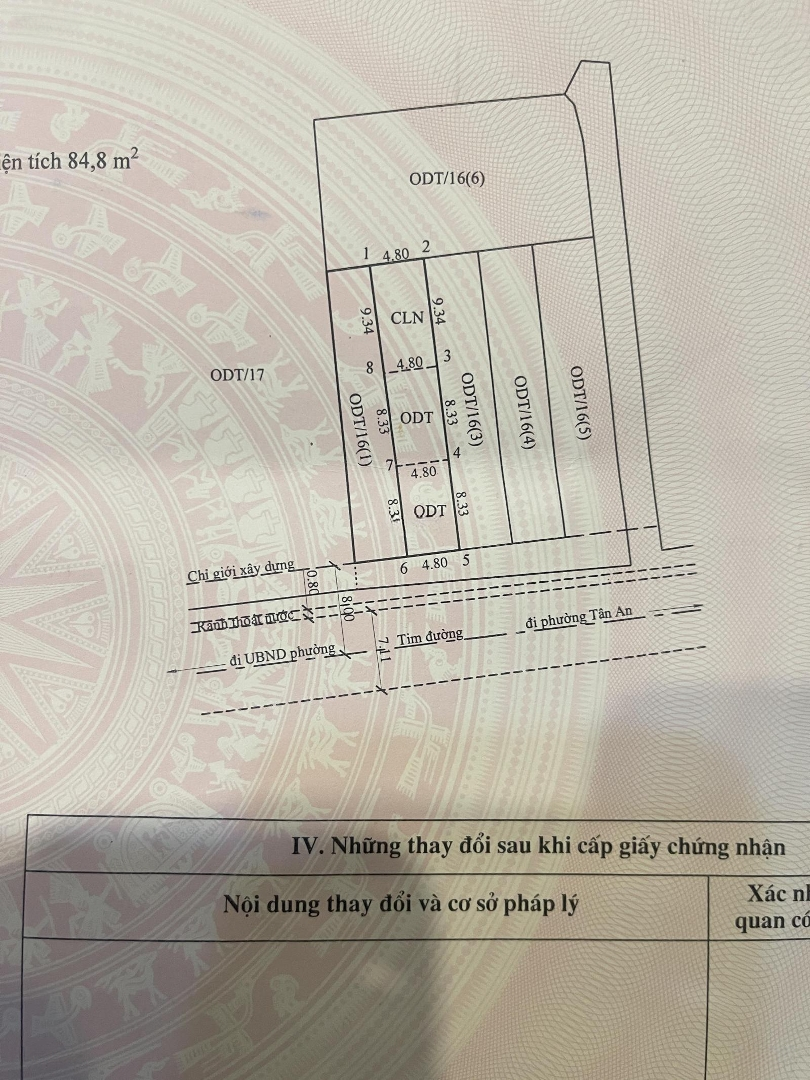 ện tích 84,8 m²
ODT/16(6)
1 4.80 2
9.34 CLN 9.34
ODT/17
8 4.80 3
ODT/16(1) 8.33 ODT 8.33 ODT/16(3) ODT/16(4) ODT/16(5)
7 4.80 4
ODT 8.33
6 4.80 5
Chỉ giới xây dựng
0.80
8.00
Rãnh thoát nước
đi phường Tân An
Tim đường
7.11
đi UBND phường
IV. Những thay đổi sau khi cấp giấy chứng nhận
Nội dung thay đổi và cơ sở pháp lý
Xác nh
quan có